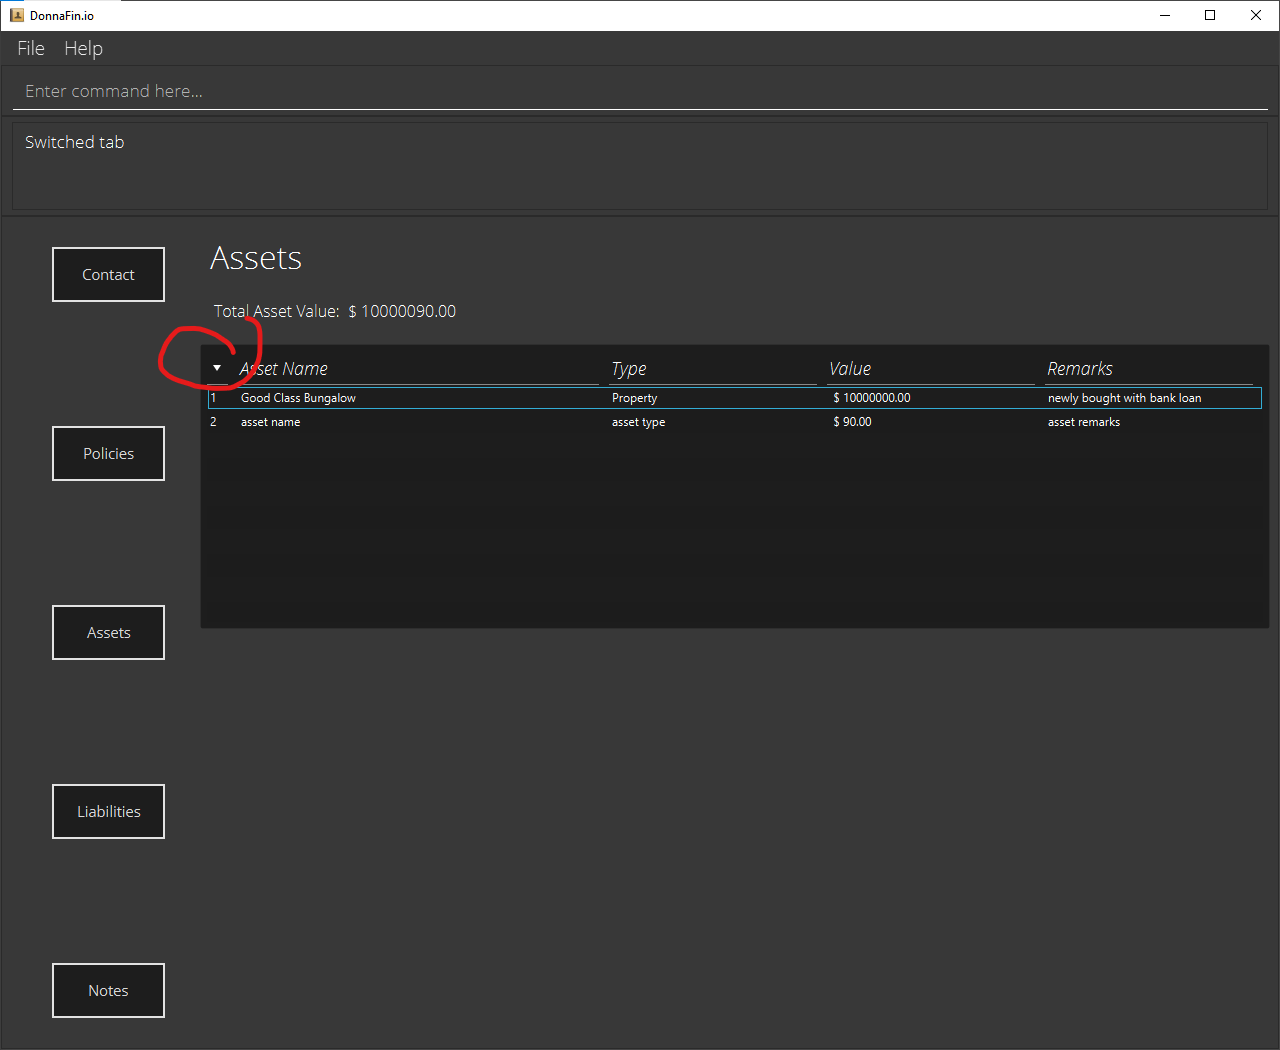 DonnaFin.io
File Help
Enter command here...
Switched tab
Contact
Policies
Assets
Liabilities
Notes
Assets
Total Asset Value: $ 10000090.00
Asset Name Type Value Remarks
1 Good Class Bungalow Property $ 10000000.00 newly bought with bank loan
2 asset name asset type $ 90.00 asset remarks